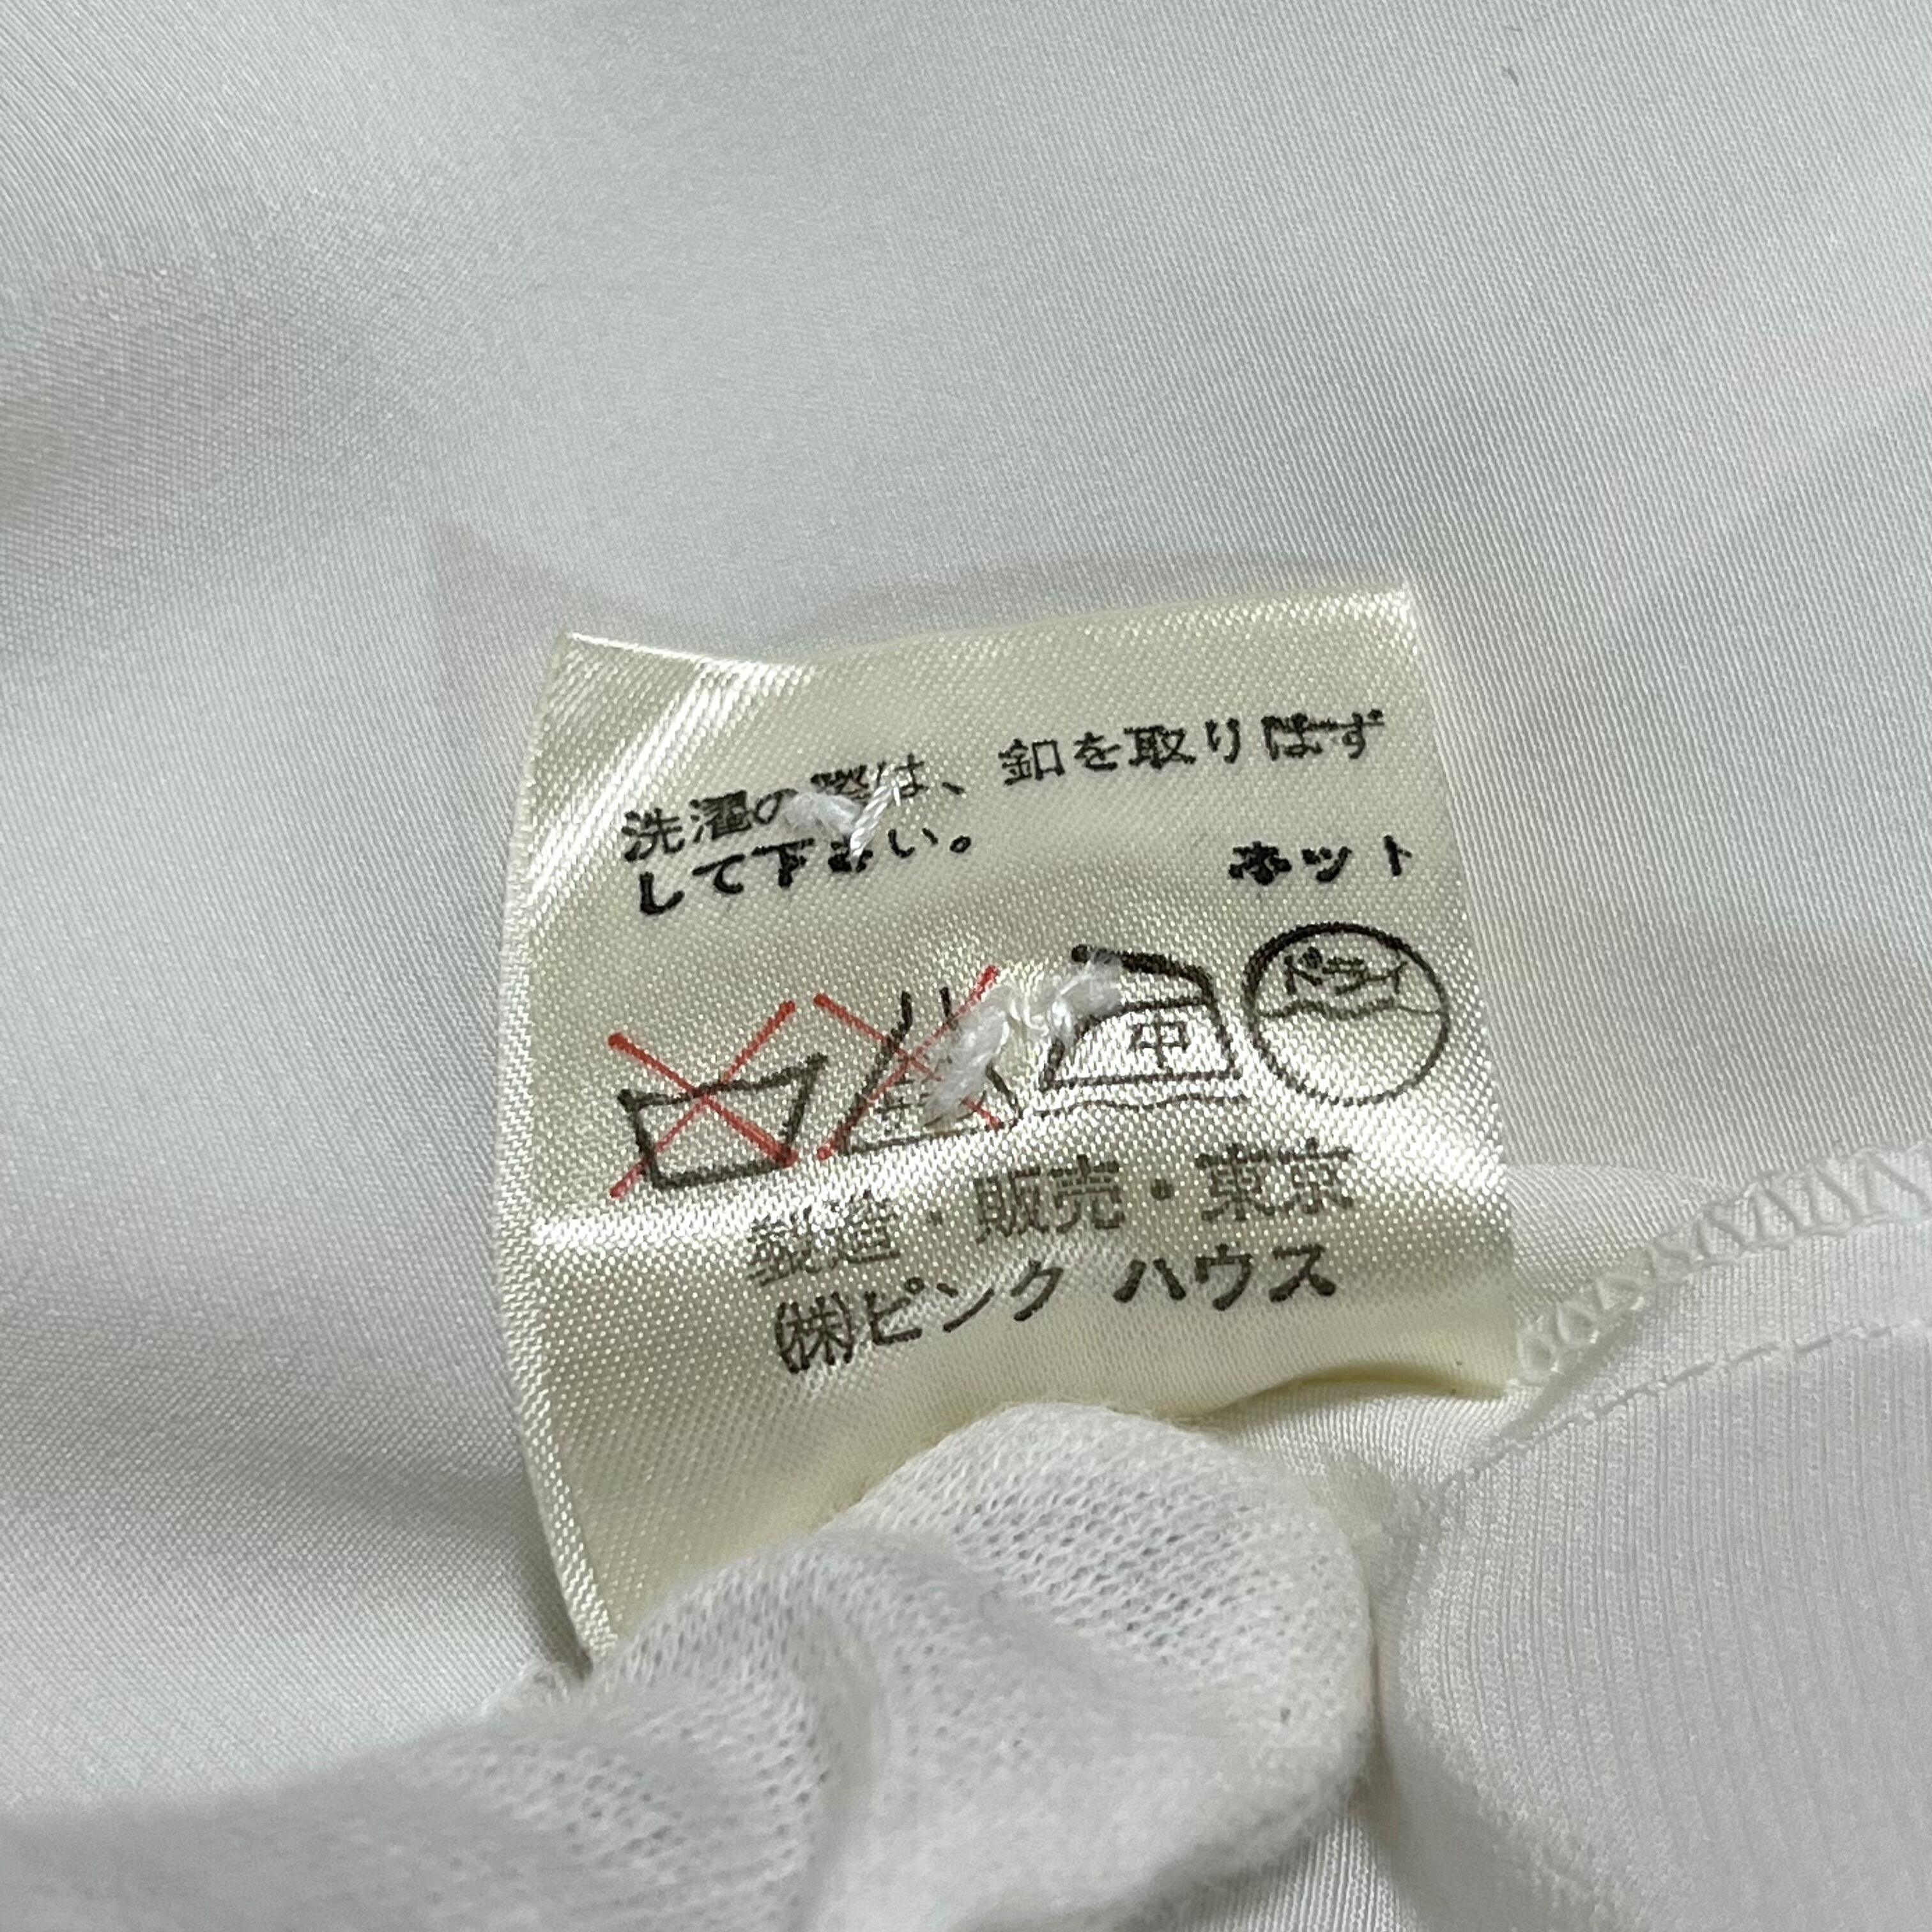 洗濯の際は、釦を取りはず
して下さい。
ネット
中
ドライ
製造・販売・東京
(株)ピンク ハウス